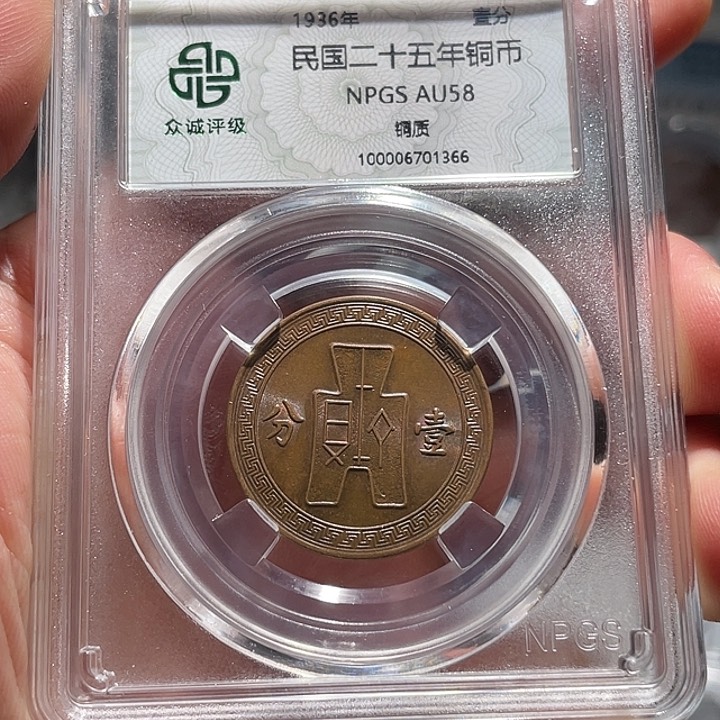 1936年 壹分
民国二十五年铜币
NPGS AU58
铜质
100006701366
众诚评级
分 壹
NPGS